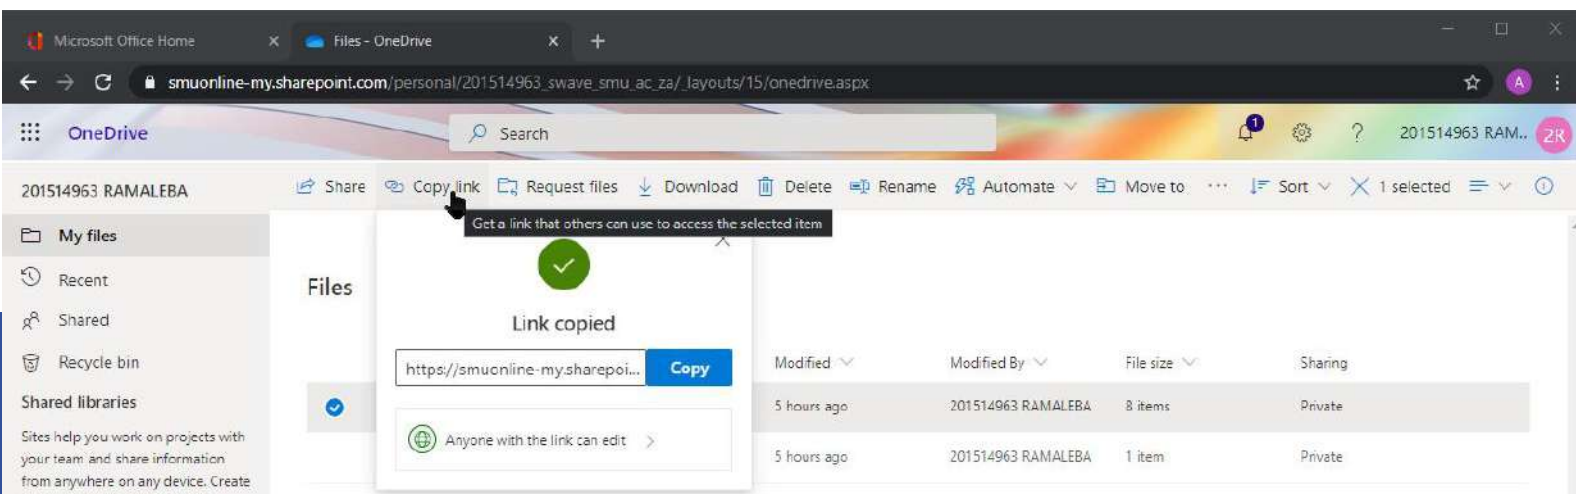 Microsoft Office Home
Files - OneDrive
smuonline-my.sharepoint.com/personal/201514963_swave_smu_ac_za/_layouts/15/onedrive.aspx
A
OneDrive
Search
1
201514963 RAM..
2R
201514963 RAMALEBA
Share
Copy link
Request files
Download
Delete
Rename
Automate
Move to
Sort
1 selected
Get a link that others can use to access the selected item
My files
Recent
Shared
Recycle bin
Shared libraries
Sites help you work on projects with
your team and share information
from anywhere on any device. Create
Files
Link copied
https://smuonline-my.sharepoi...
Copy
Anyone with the link can edit
Modified
Modified By
File size
Sharing
5 hours ago
201514963 RAMALEBA
8 items
Private
5 hours ago
201514963 RAMALEBA
1 item
Private